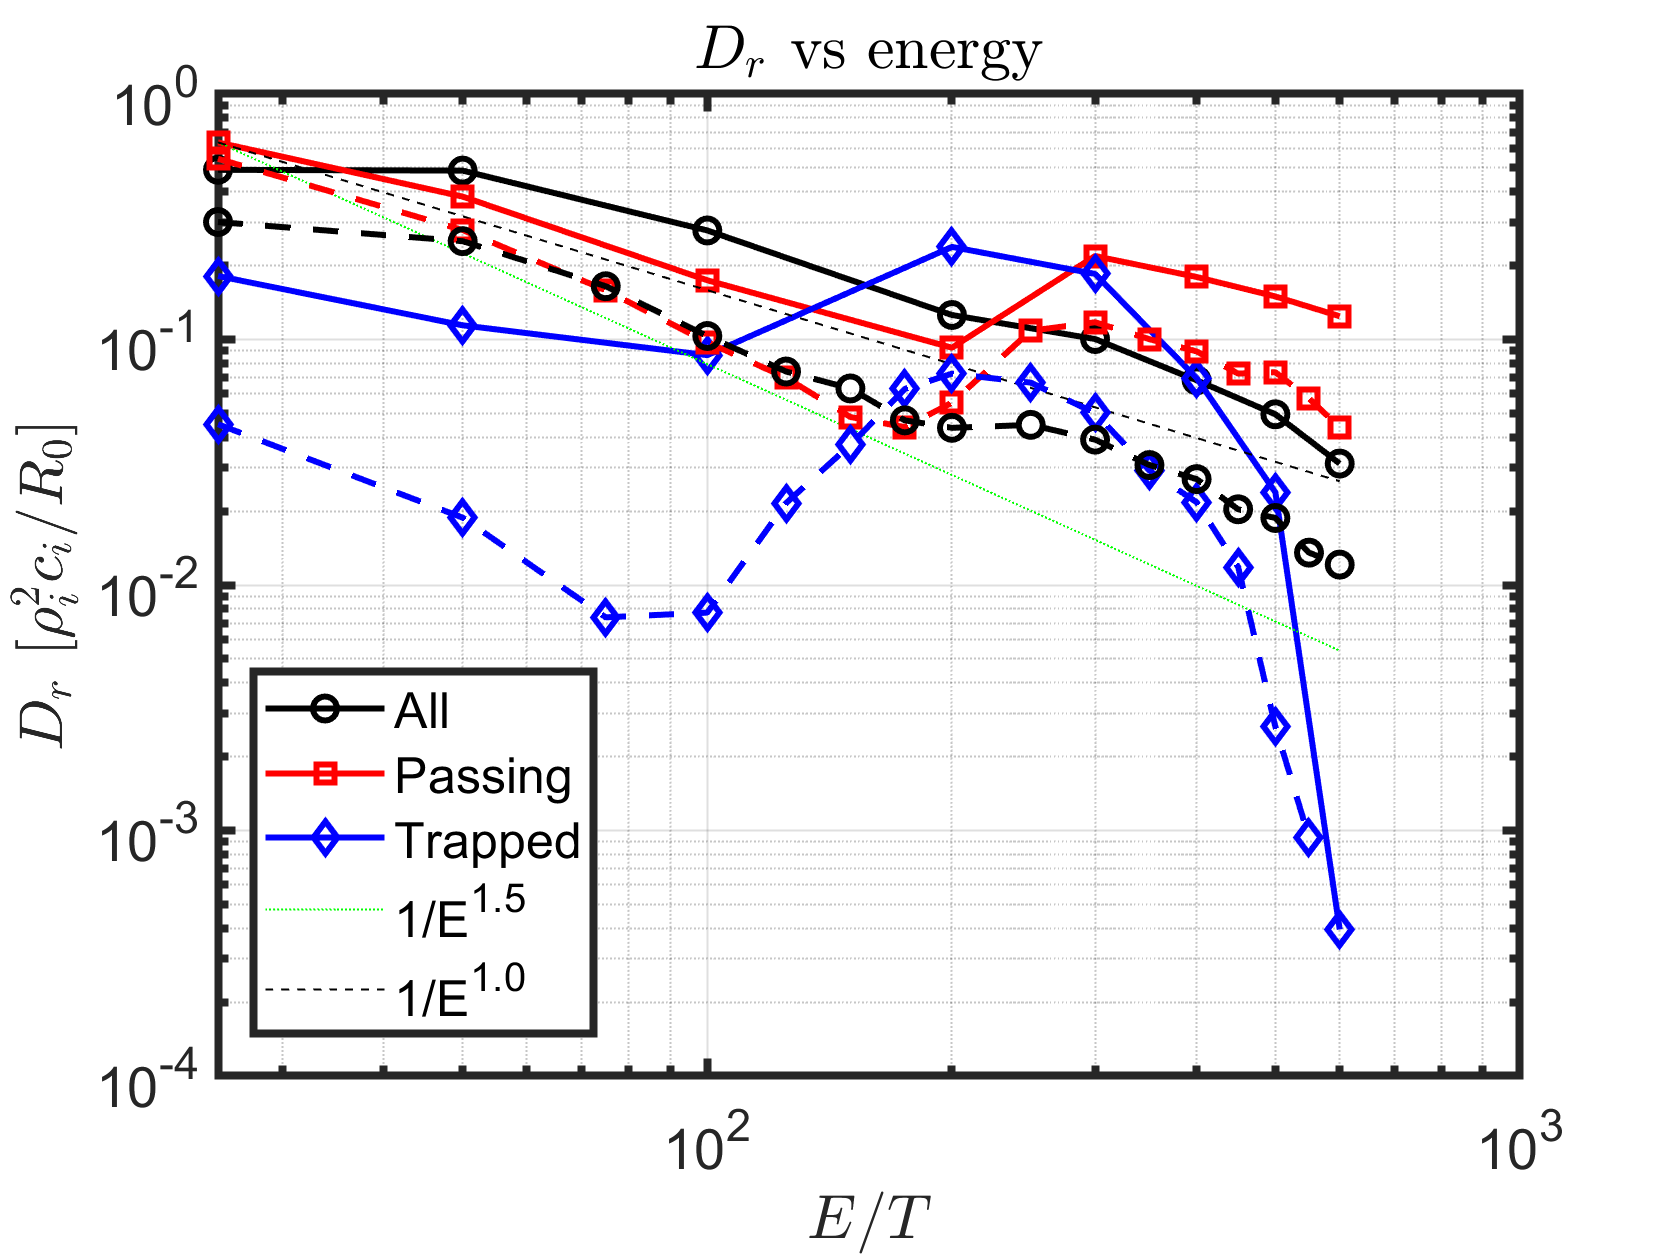 D_r vs energy
10^0
10^-1
10^-2
10^-3
10^-4
D_r [ρ_i^2 c_i/R_0]
All
Passing
Trapped
1/E^1.5
1/E^1.0
10^2
10^3
E/T